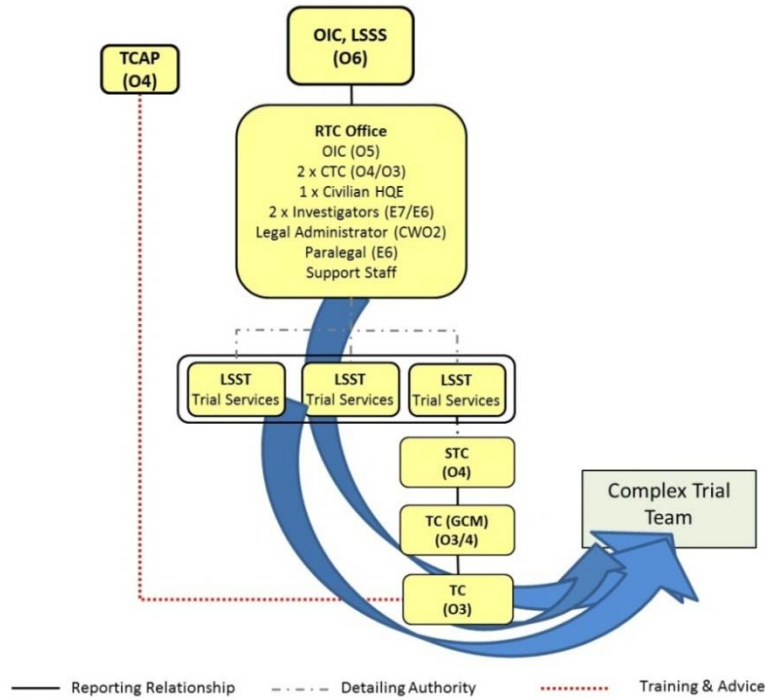 TCAP
(O4)
OIC, LSSS
(O6)
RTC Office
OIC (O5)
2 x CTC (O4/O3)
1 x Civilian HQE
2 x Investigators (E7/E6)
Legal Administrator (CWO2)
Paralegal (E6)
Support Staff
LSST
Trial Services
LSST
Trial Services
LSST
Trial Services
STC
(O4)
TC (GCM)
(O3/4)
TC
(O3)
Complex Trial
Team
Reporting Relationship
Detailing Authority
Training & Advice